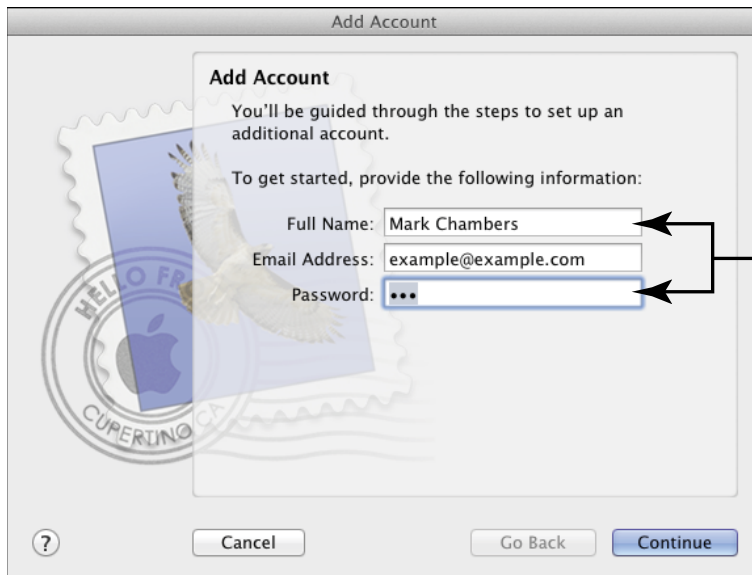 Add Account
Add Account
You'll be guided through the steps to set up an
additional account.
To get started, provide the following information:
Full Name: Mark Chambers
Email Address: example@example.com
Password: •••
HELLO FR
CUPERTINO CA
? Cancel Go Back Continue